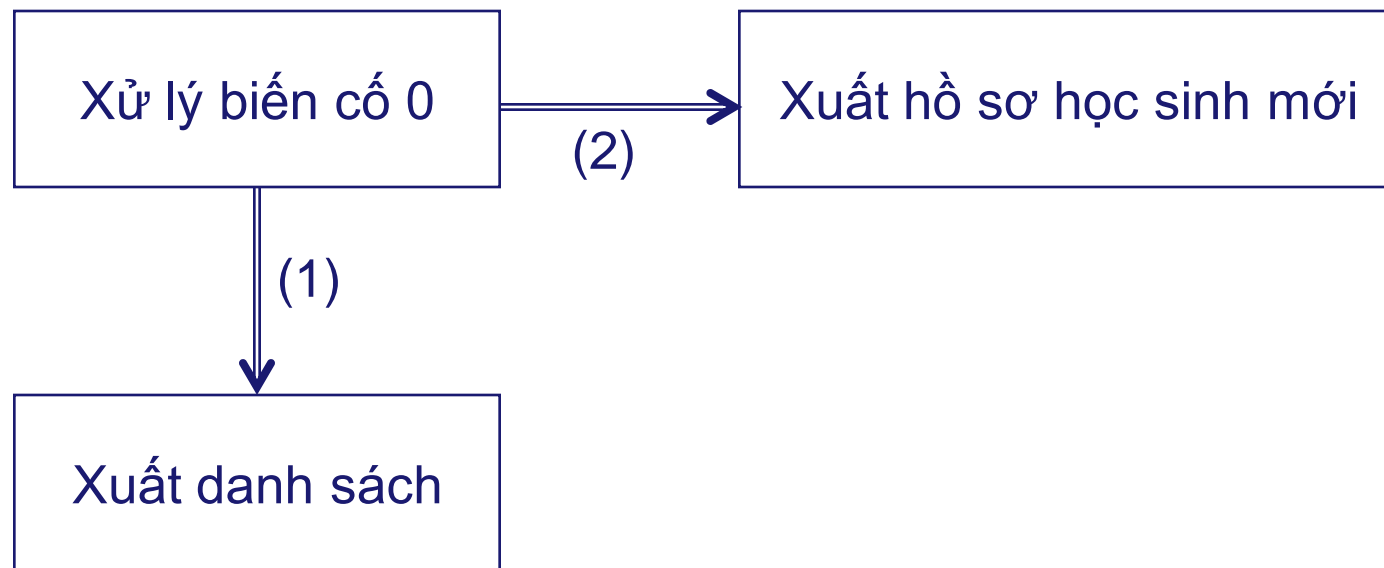 Xử lý biến cố 0
Xuất hồ sơ học sinh mới
(2)
(1)
Xuất danh sách